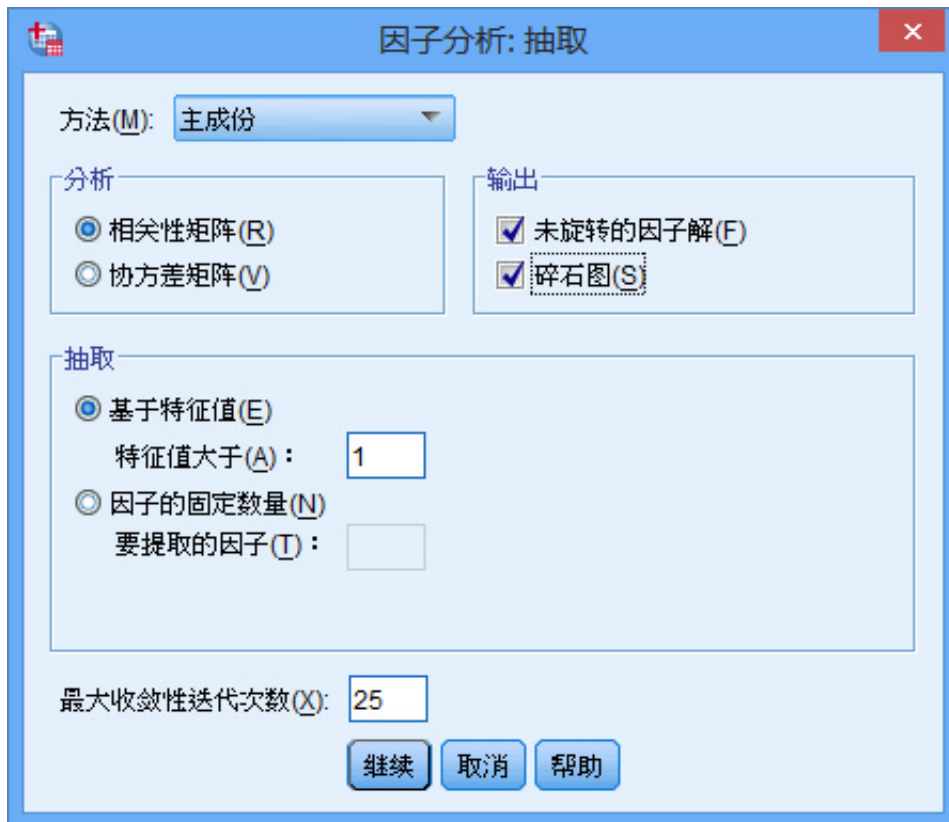 因子分析: 抽取
方法(M): 主成份
分析
相关性矩阵(R)
协方差矩阵(V)
输出
未旋转的因子解(F)
碎石图(S)
抽取
基于特征值(E)
特征值大于(A)： 1
因子的固定数量(N)
要提取的因子(T)：
最大收敛性迭代次数(X): 25
继续 取消 帮助